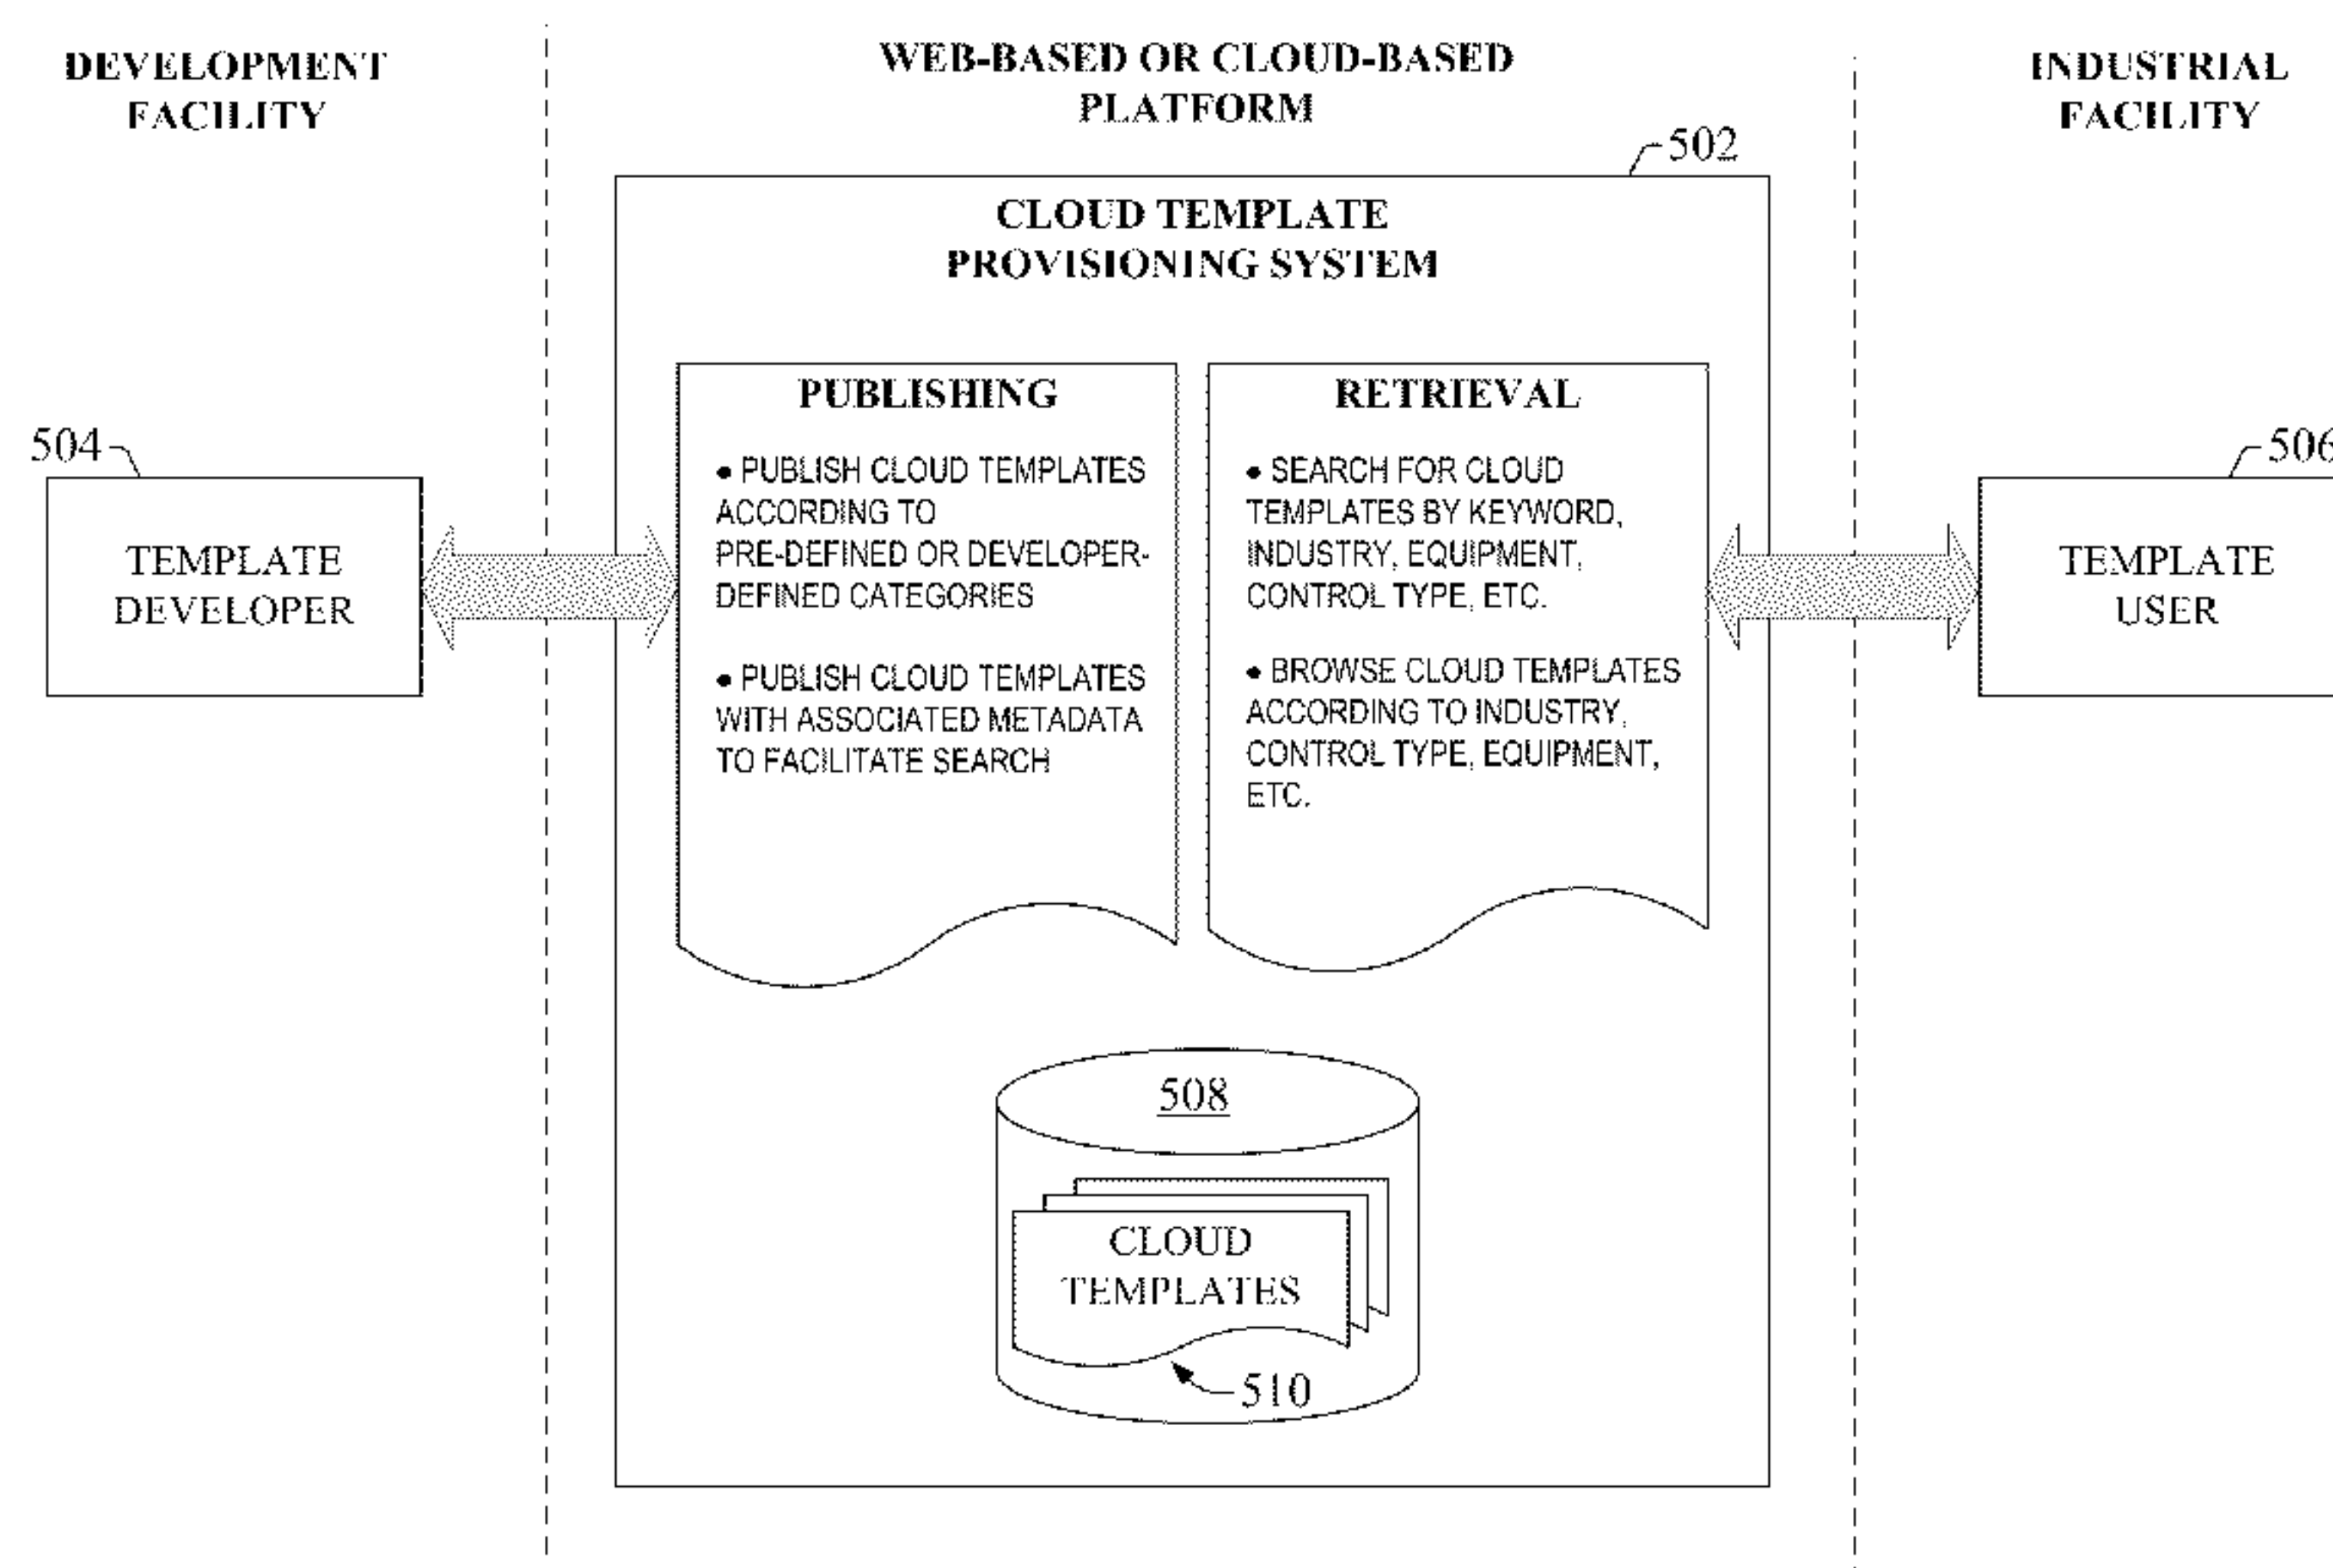 DEVELOPMENT
FACILITY
WEB-BASED OR CLOUD-BASED
PLATFORM
INDUSTRIAL
FACILITY
502
CLOUD TEMPLATE
PROVISIONING SYSTEM
504
TEMPLATE
DEVELOPER
PUBLISHING
• PUBLISH CLOUD TEMPLATES
ACCORDING TO
PRE-DEFINED OR DEVELOPER-
DEFINED CATEGORIES
• PUBLISH CLOUD TEMPLATES
WITH ASSOCIATED METADATA
TO FACILITATE SEARCH
RETRIEVAL
• SEARCH FOR CLOUD
TEMPLATES BY KEYWORD,
INDUSTRY, EQUIPMENT,
CONTROL TYPE, ETC.
• BROWSE CLOUD TEMPLATES
ACCORDING TO INDUSTRY,
CONTROL TYPE, EQUIPMENT,
ETC.
506
TEMPLATE
USER
508
CLOUD
TEMPLATES
510